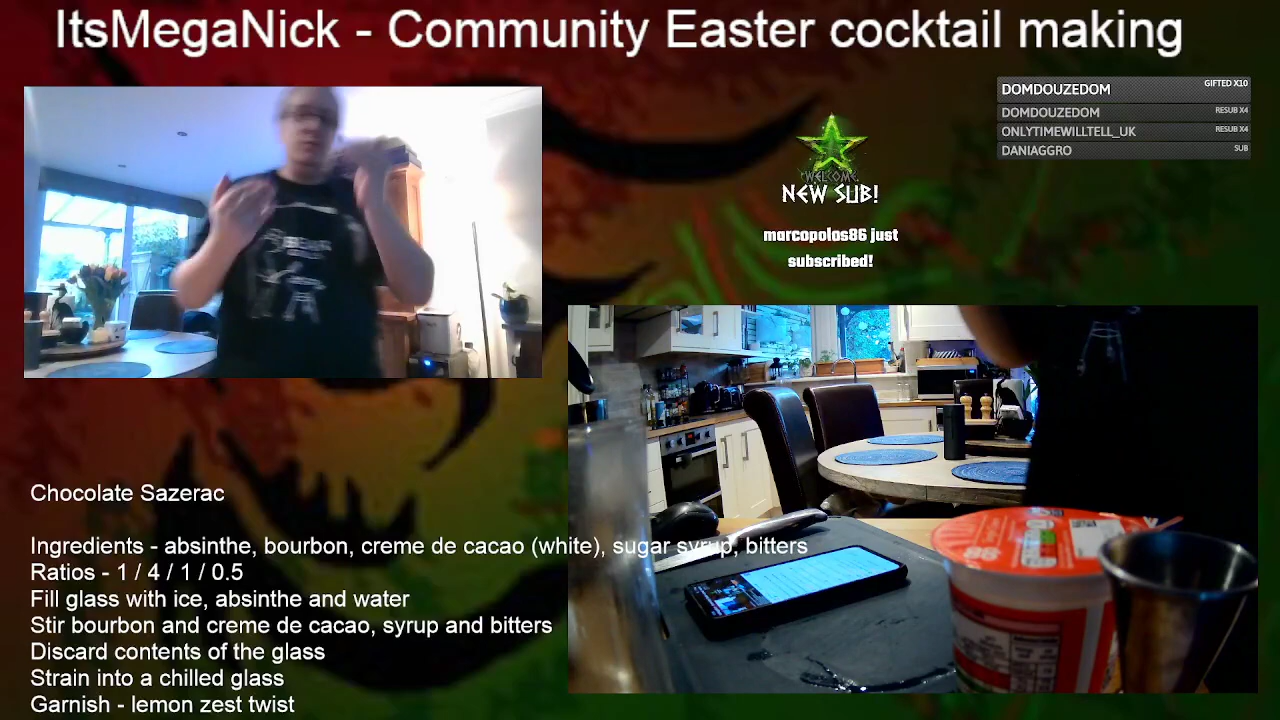 ItsMegaNick - Community Easter cocktail making
DOMDOUZEDOM GIFTED X10
DOMDOUZEDOM RESUB X4
ONLYTIMEWILLTELL_UK RESUB X4
DANIAGGRO SUB
WELCOME
NEW SUB!
marcopolos86 just
subscribed!
Chocolate Sazerac
Ingredients - absinthe, bourbon, creme de cacao (white), sugar syrup, bitters
Ratios - 1 / 4 / 1 / 0.5
Fill glass with ice, absinthe and water
Stir bourbon and creme de cacao, syrup and bitters
Discard contents of the glass
Strain into a chilled glass
Garnish - lemon zest twist